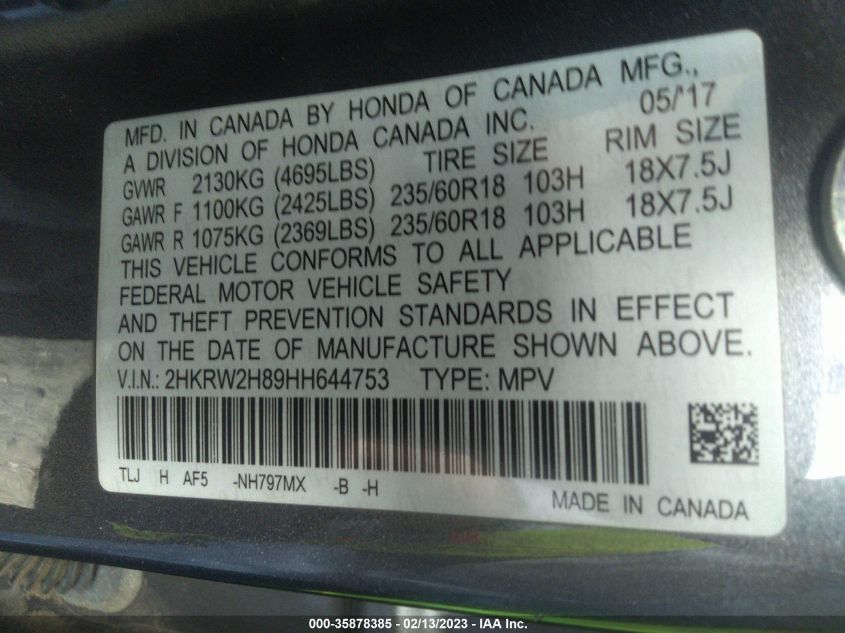 MFD. IN CANADA BY HONDA OF CANADA MFG.,
A DIVISION OF HONDA CANADA INC. 05/'17
GVWR 2130KG (4695LBS) TIRE SIZE RIM SIZE
GAWR F 1100KG (2425LBS) 235/60R18 103H 18X7.5J
GAWR R 1075KG (2369LBS) 235/60R18 103H 18X7.5J
THIS VEHICLE CONFORMS TO ALL APPLICABLE
FEDERAL MOTOR VEHICLE SAFETY
AND THEFT PREVENTION STANDARDS IN EFFECT
ON THE DATE OF MANUFACTURE SHOWN ABOVE.
V.I.N.: 2HKRW2H89HH644753 TYPE: MPV
TLJ H AF5 -NH797MX -B -H
MADE IN CANADA
000-35878385 — 02/13/2023 — IAA Inc.